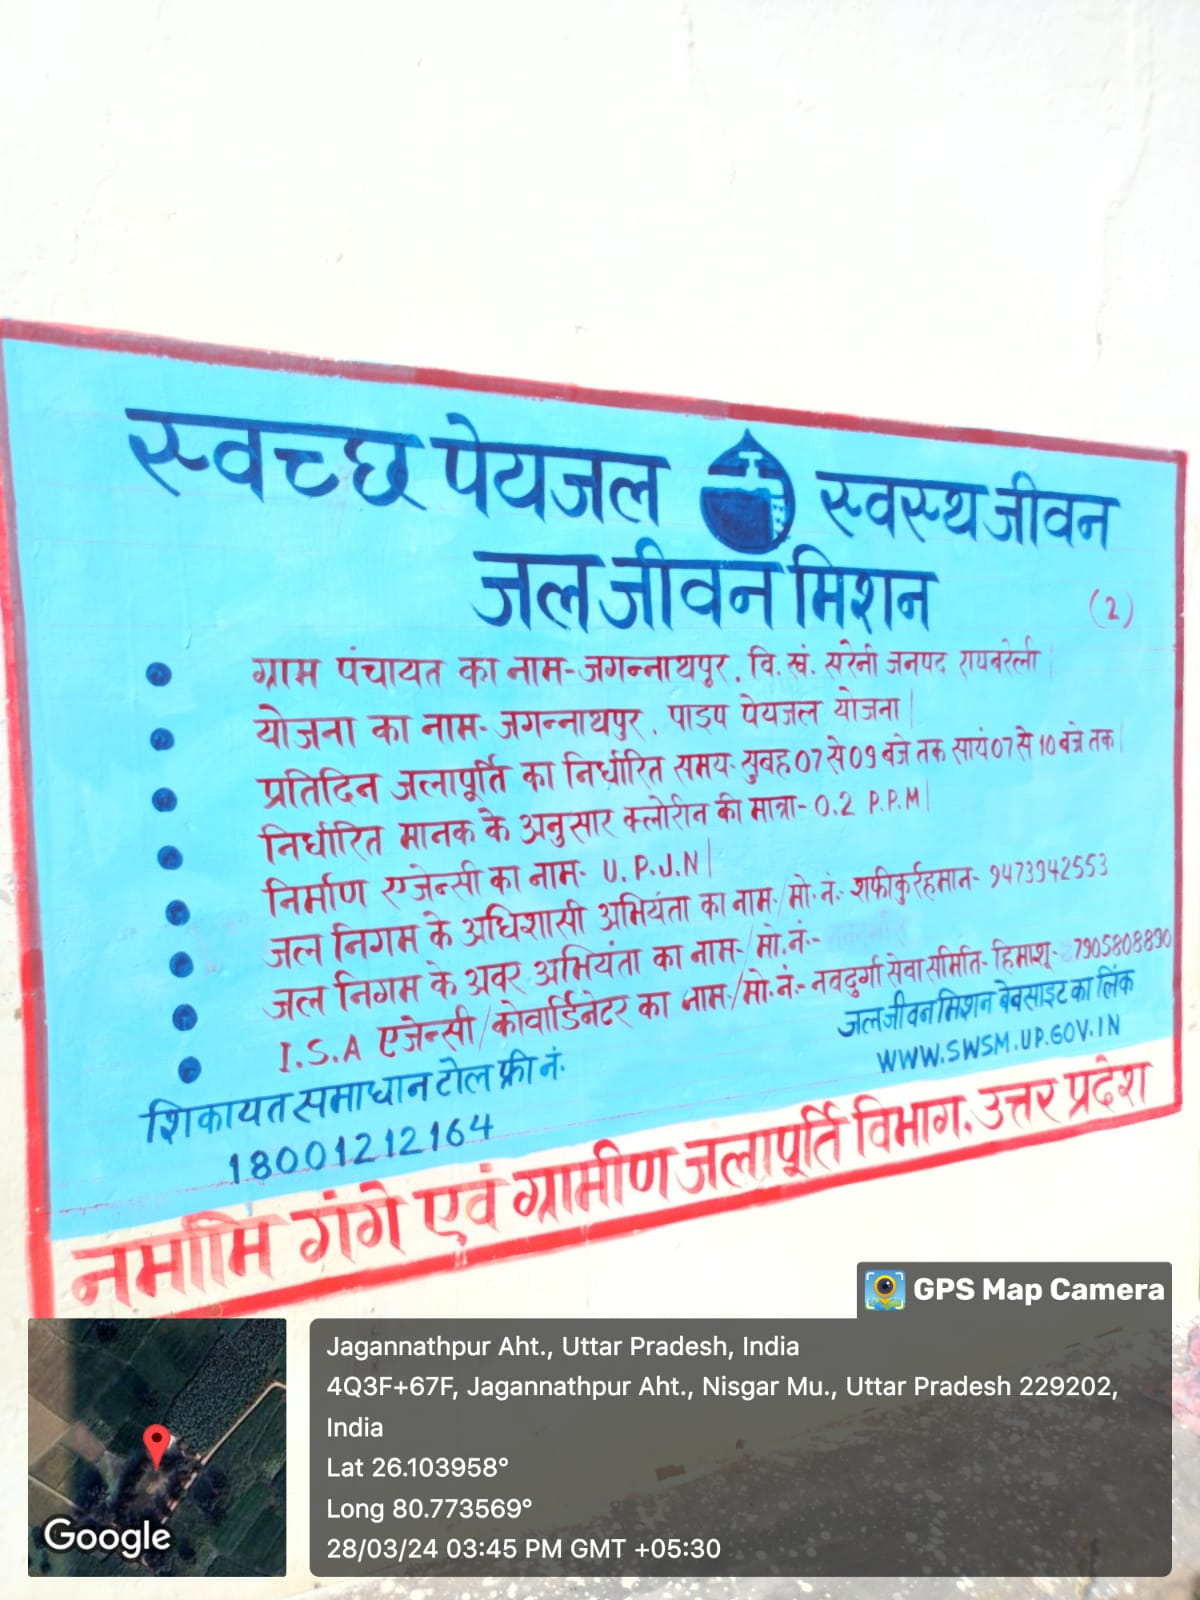 स्वच्छ पेयजल स्वस्थ जीवन
जल जीवन मिशन
(2)
ग्राम पंचायत का नाम-जगन्नाथपुर, वि. खं. सरेनी जनपद रायबरेली|
योजना का नाम- जगन्नाथपुर, पाइप पेयजल योजना|
प्रतिदिन जलापूर्ति का निर्धारित समय- सुबह 07 से 09 बजे तक सायं 07 से 10 बजे तक|
निर्धारित मानक के अनुसार क्लोरीन की मात्रा- 0.2 P.P.M|
निर्माण एजेन्सी का नाम- U.P.J.N|
जल निगम के अधिशासी अभियंता का नाम-/मो.नं.- शफीकुर्रहमान- 9473942553
जल निगम के अवर अभियंता का नाम-/मो.नं.-
I.S.A एजेन्सी/कोवार्डिनेटर का नाम-/मो.नं.- नवदुर्गा सेवा समिति- हिमाशू- 7905808890
शिकायत समाधान टोल फ्री नं.
18001212164
जल जीवन मिशन बेवसाइट का लिंक
WWW.SWSM.UP.GOV.IN
नमामि गंगे एवं ग्रामीण जलापूर्ति विभाग, उत्तर प्रदेश
GPS Map Camera
Jagannathpur Aht., Uttar Pradesh, India
4Q3F+67F, Jagannathpur Aht., Nisgar Mu., Uttar Pradesh 229202,
India
Lat 26.103958°
Long 80.773569°
28/03/24 03:45 PM GMT +05:30
Google